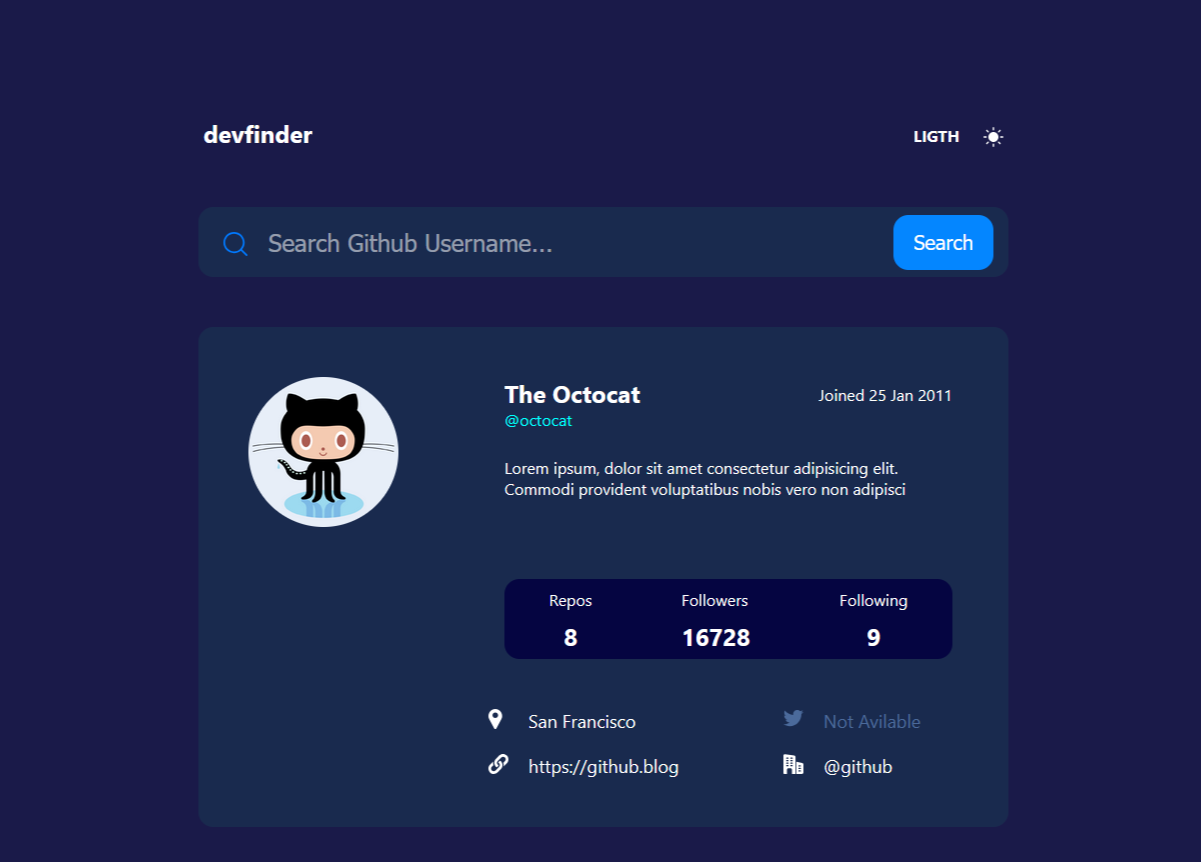 devfinder
LIGTH
Search Github Username...
Search
The Octocat
Joined 25 Jan 2011
@octocat
Lorem ipsum, dolor sit amet consectetur adipisicing elit.
Commodi provident voluptatibus nobis vero non adipisci
Repos
Followers
Following
8
16728
9
San Francisco
Not Avilable
https://github.blog
@github